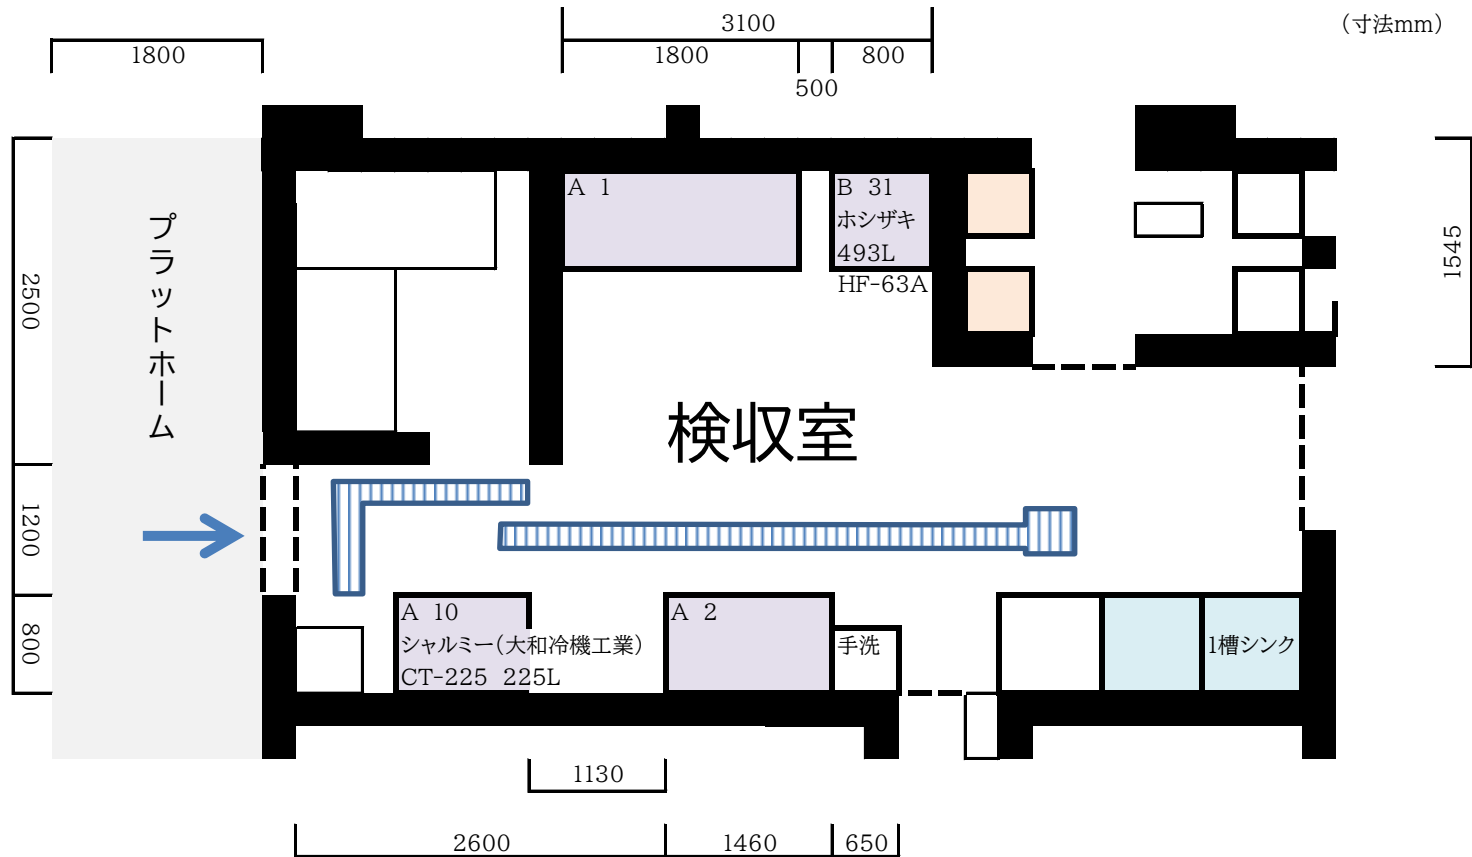 3100
（寸法mm）
1800
1800
800
500
プラットホーム
A 1
B 31
ホシザキ
493L
HF-63A
2500
1545
検収室
1200
800
A 10
シャルミー（大和冷機工業）
CT-225 225L
A 2
手洗
1槽シンク
1130
2600
1460
650